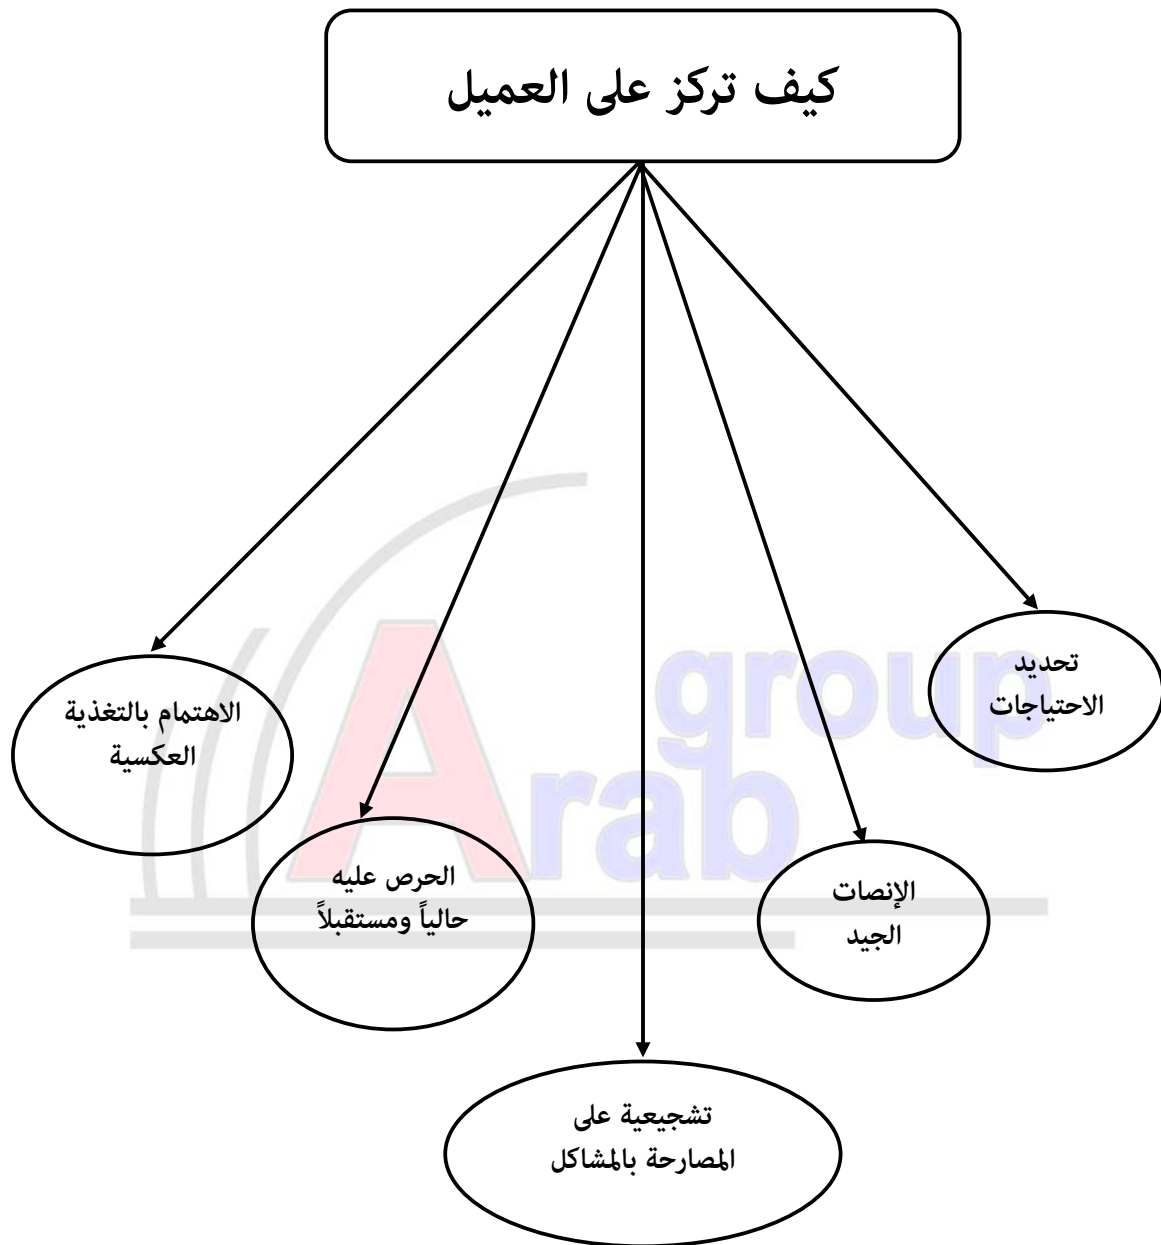 كيف تركز على العميل
تحديد
الاحتياجات
الإنصات
الجيد
تشجيعية على
المصارحة بالمشاكل
الحرص عليه
حالياً ومستقبلاً
الاهتمام بالتغذية
العكسية
group
Arab